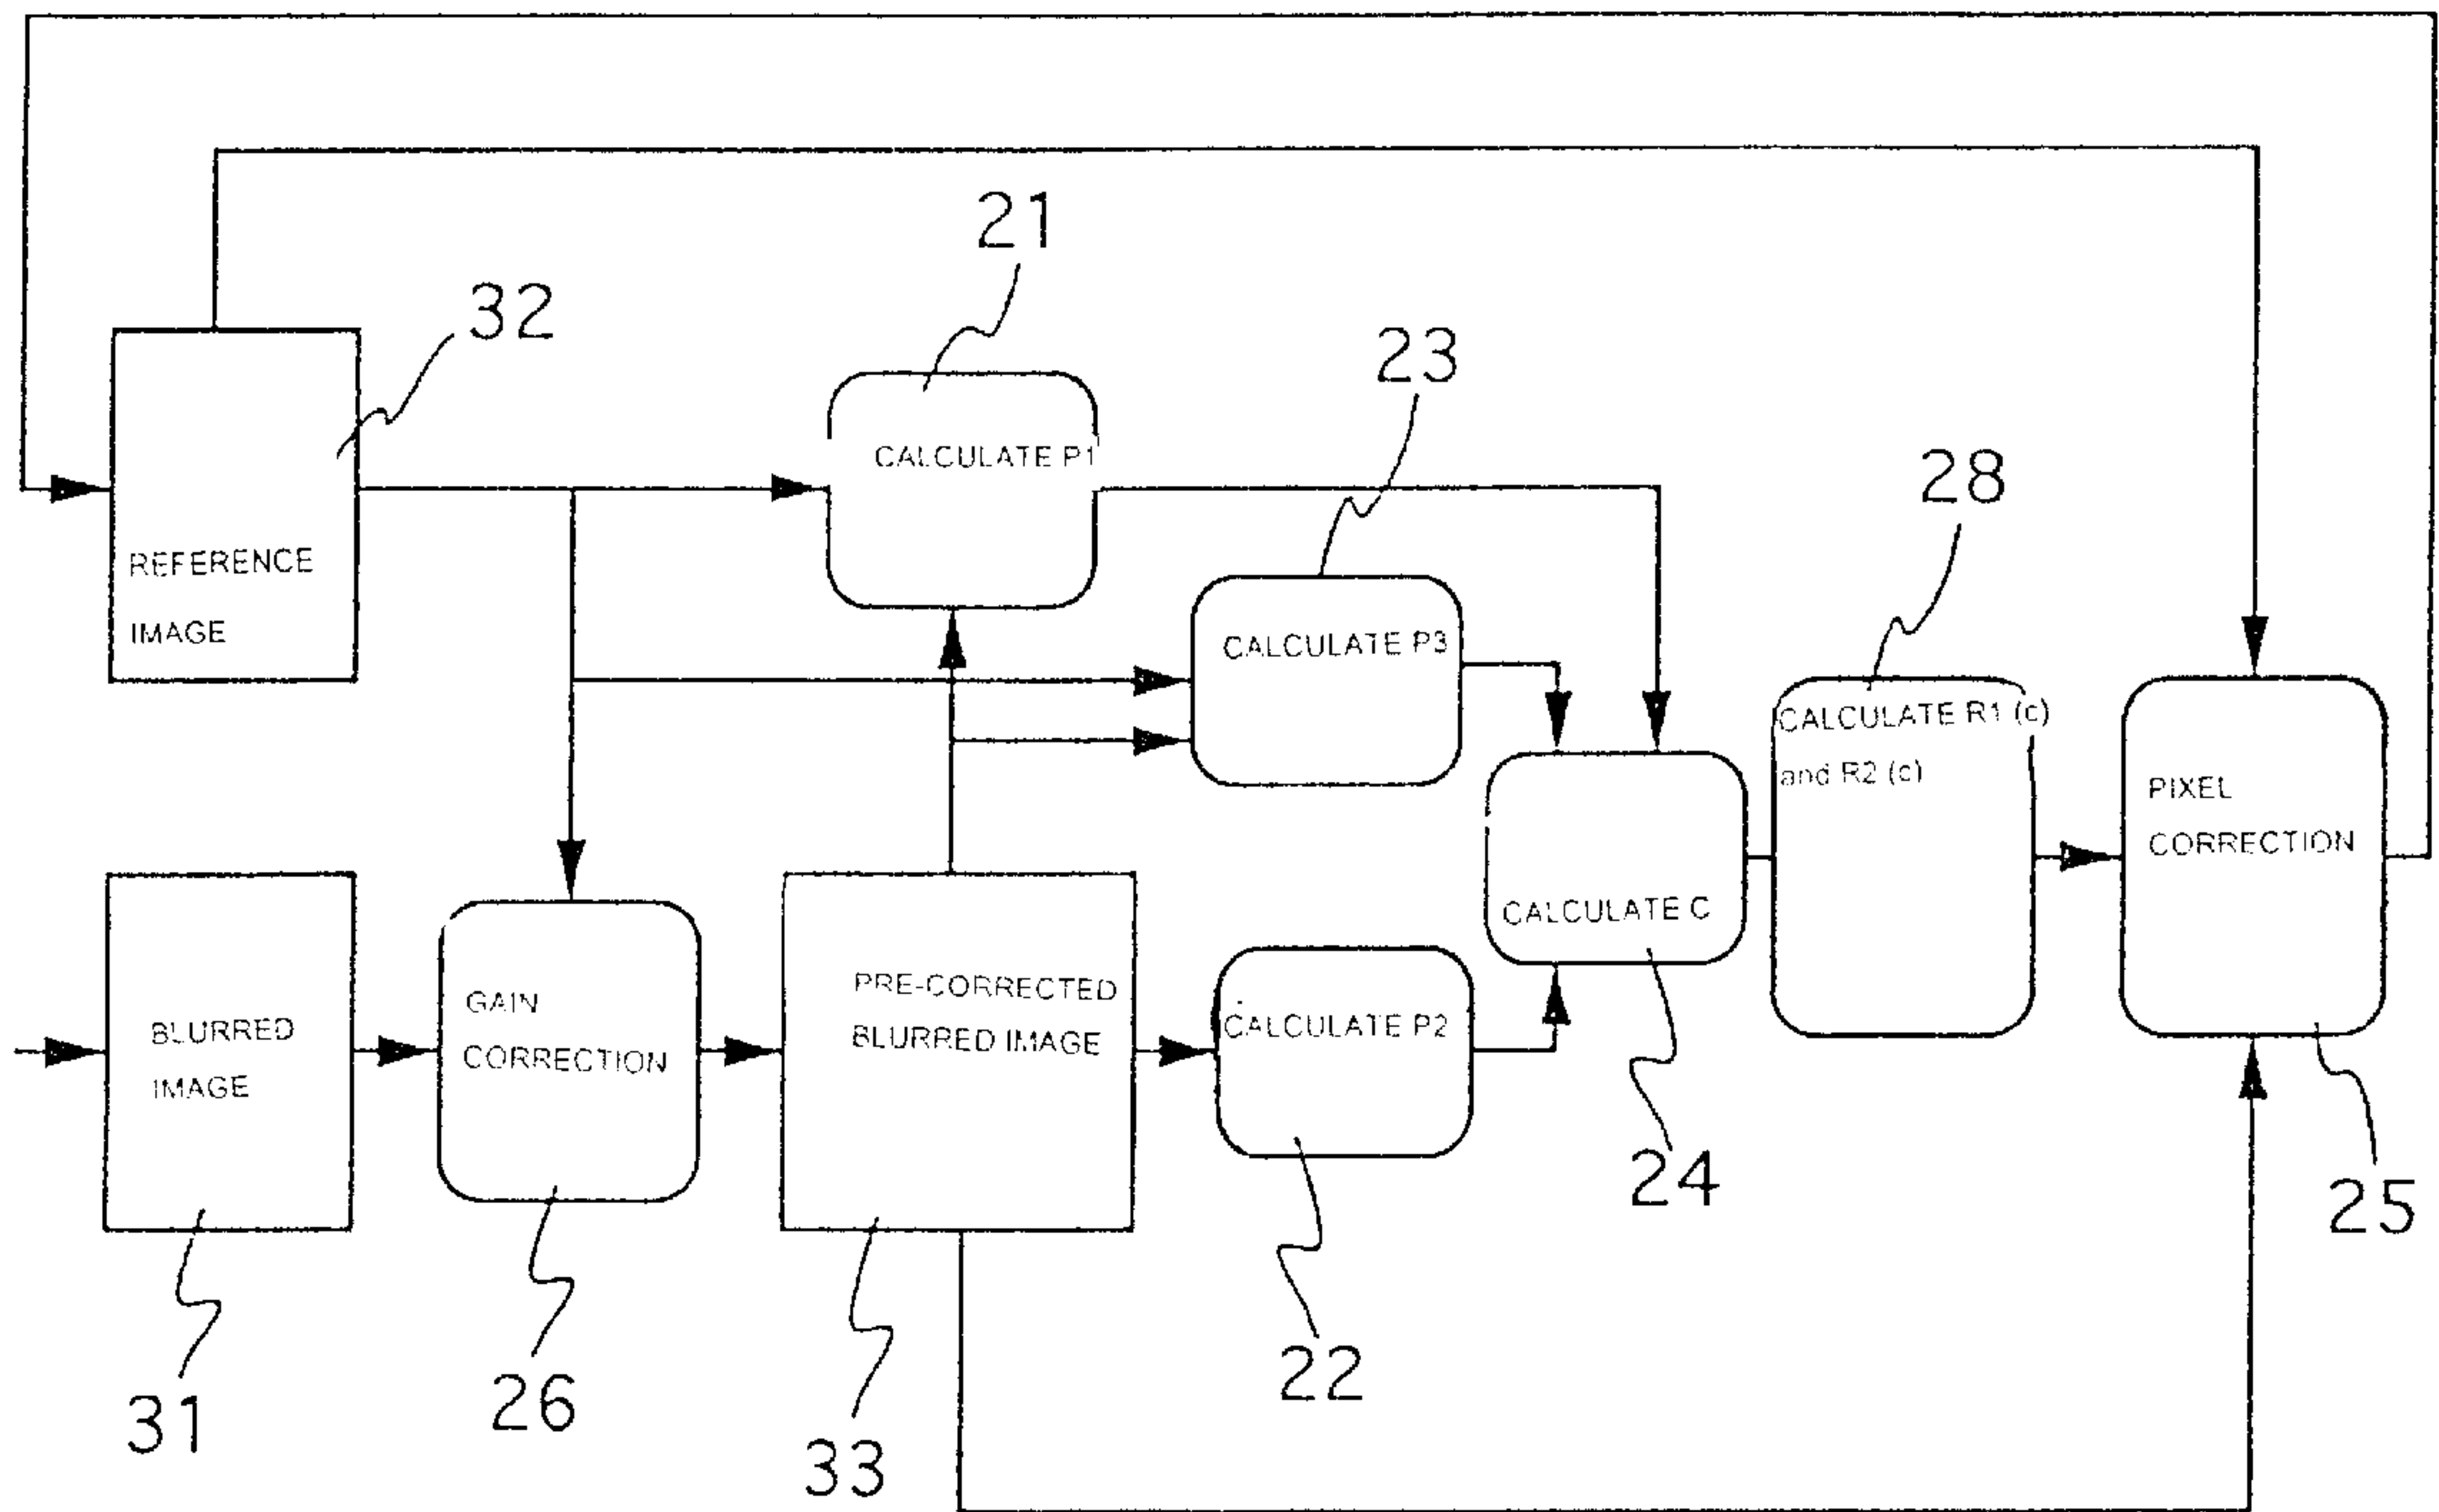 21
32
23
CALCULATE P1
28
REFERENCE
IMAGE
CALCULATE P3
CALCULATE R1 (c)
and R2 (c)
PIXEL
CORRECTION
CALCULATE C
PRE-CORRECTED
BLURRED IMAGE
GAIN
CORRECTION
BLURRED
IMAGE
CALCULATE P2
24
25
22
26
31
33